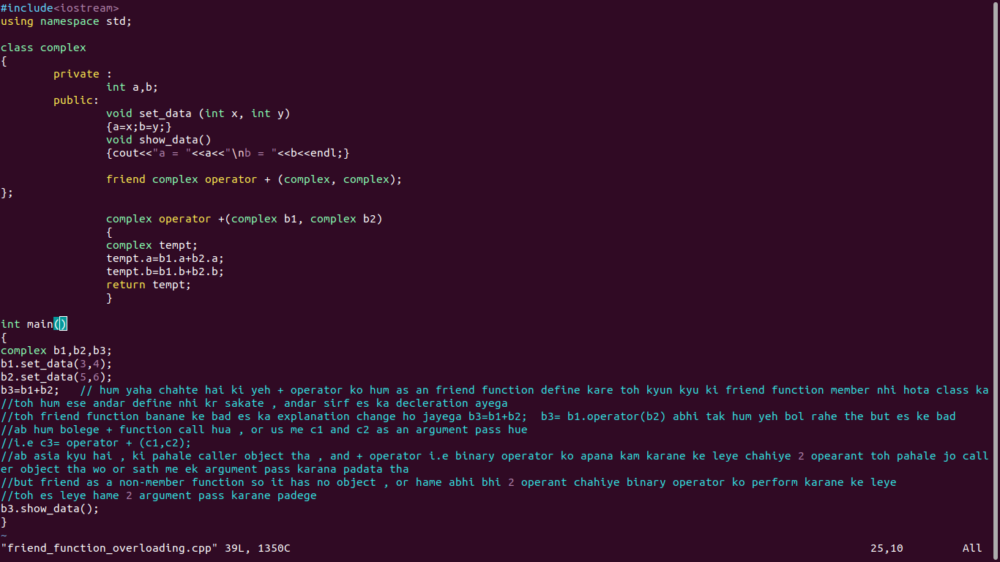 #include<iostream>
using namespace std;
class complex
{
        private :
                int a,b;
        public:
                void set_data (int x, int y)
                {a=x;b=y;}
                void show_data()
                {cout<<"a = "<<a<<"\nb = "<<b<<endl;}
                friend complex operator + (complex, complex);
};
                complex operator +(complex b1, complex b2)
                {
                complex tempt;
                tempt.a=b1.a+b2.a;
                tempt.b=b1.b+b2.b;
                return tempt;
                }
int main()
{
complex b1,b2,b3;
b1.set_data(3,4);
b2.set_data(5,6);
b3=b1+b2;   // hum yaha chahte hai ki yeh + operator ko hum as an friend function define kare toh kyun kyu ki friend function member nhi hota class ka
//toh hum ese andar define nhi kr sakate , andar sirf es ka decleration ayega
//toh friend function banane ke bad es ka explanation change ho jayega b3=b1+b2;  b3= b1.operator(b2) abhi tak hum yeh bol rahe the but es ke bad
//ab hum bolege + function call hua , or us me c1 and c2 as an argument pass hue
//i.e c3= operator + (c1,c2);
//ab asia kyu hai , ki pahale caller object tha , and + operator i.e binary operator ko apana kam karane ke leye chahiye 2 opearant toh pahale jo call
er object tha wo or sath me ek argument pass karana padata tha
//but friend as a non-member function so it has no object , or hame abhi bhi 2 operant chahiye binary operator ko perform karane ke leye
//toh es leye hame 2 argument pass karane padege
b3.show_data();
}
~
"friend_function_overloading.cpp" 39L, 1350C 25,10 All